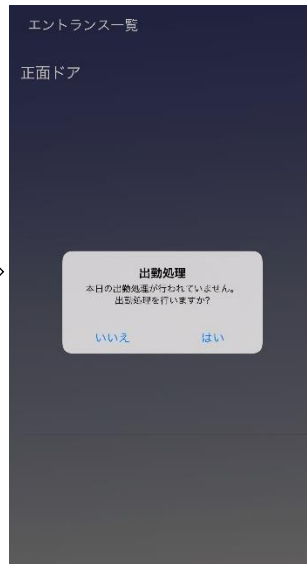 エントランス一覧
正面ドア
出勤処理
本日の出勤処理が行われていません。
出勤処理を行いますか?
いいえ
はい